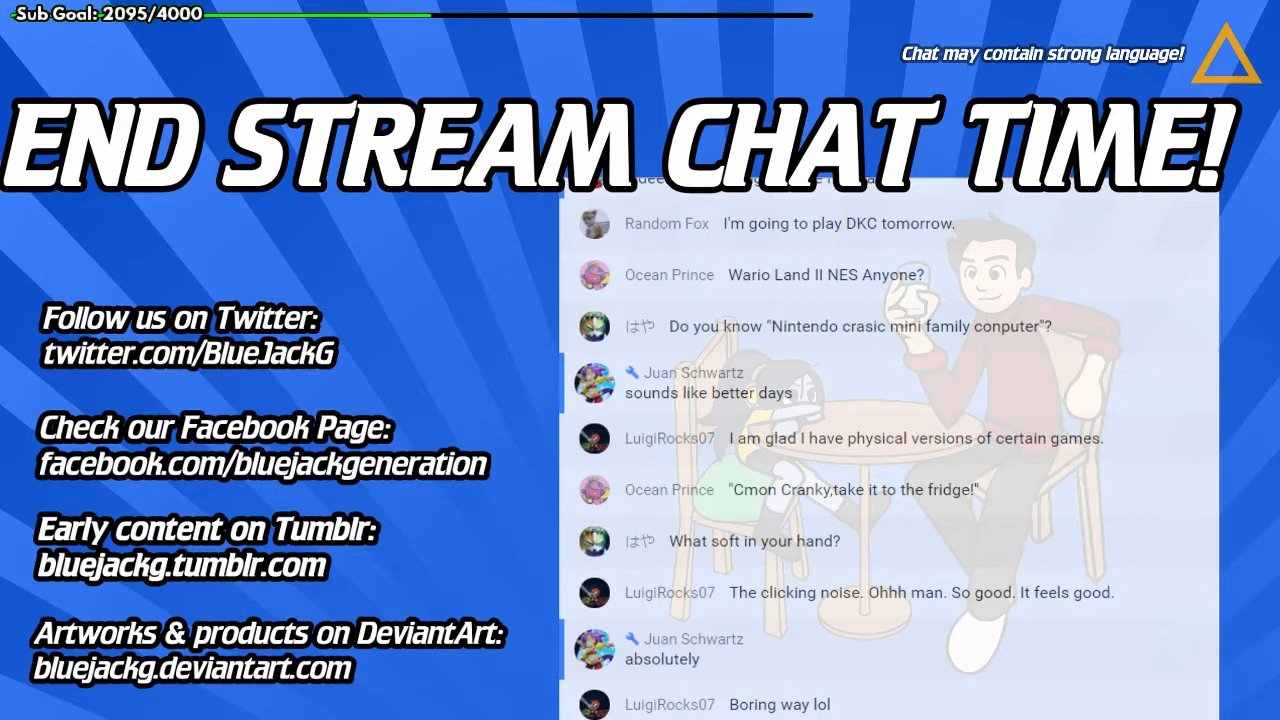 Sub Goal: 2095/4000
Chat may contain strong language!
END STREAM CHAT TIME!
Follow us on Twitter:
twitter.com/BlueJackG
Check our Facebook Page:
facebook.com/bluejackgeneration
Early content on Tumblr:
bluejackg.tumblr.com
Artworks & products on DeviantArt:
bluejackg.deviantart.com
Random Fox I'm going to play DKC tomorrow.
Ocean Prince Wario Land II NES Anyone?
はや Do you know "Nintendo crasic mini family conputer"?
Juan Schwartz
sounds like better days
LuigiRocks07 I am glad I have physical versions of certain games.
Ocean Prince "Cmon Cranky,take it to the fridge!"
はや What soft in your hand?
LuigiRocks07 The clicking noise. Ohhh man. So good. It feels good.
Juan Schwartz
absolutely
LuigiRocks07 Boring way lol